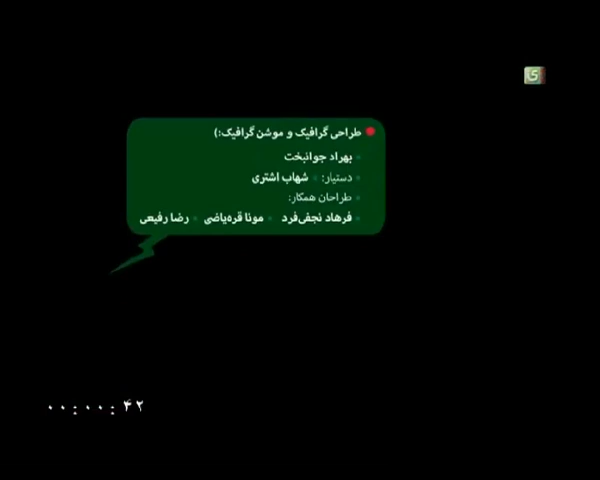 ی
طراحی گرافیک و موشن گرافیک:)
بهراد جوانبخت
دستیار: شهاب اشتری
طراحان همکار:
فرهاد نجفی‌فرد مونا قره‌یاضی رضا رفیعی
۰۰:۰۰:۴۲